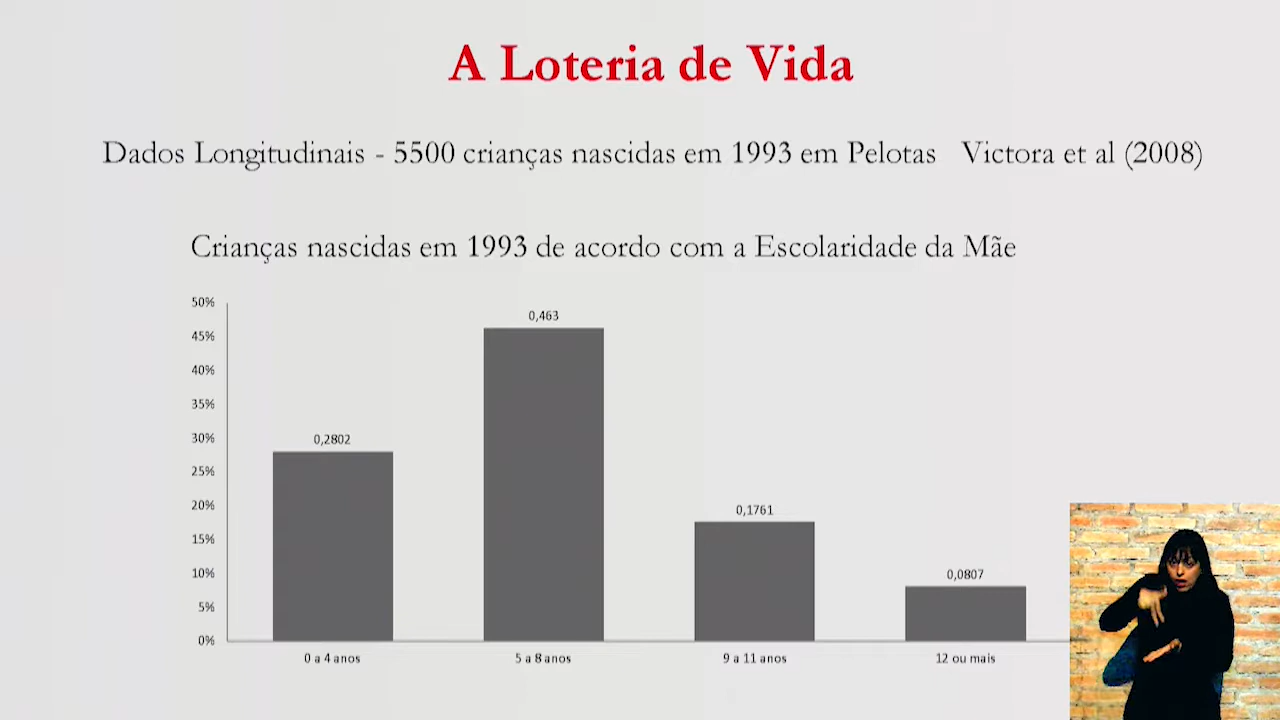 A Loteria de Vida
Dados Longitudinais - 5500 crianças nascidas em 1993 em Pelotas Victora et al (2008)
Crianças nascidas em 1993 de acordo com a Escolaridade da Mãe
50%
45%
40%
35%
30%
25%
20%
15%
10%
5%
0%
0,2802
0,463
0,1761
0,0807
0 a 4 anos
5 a 8 anos
9 a 11 anos
12 ou mais